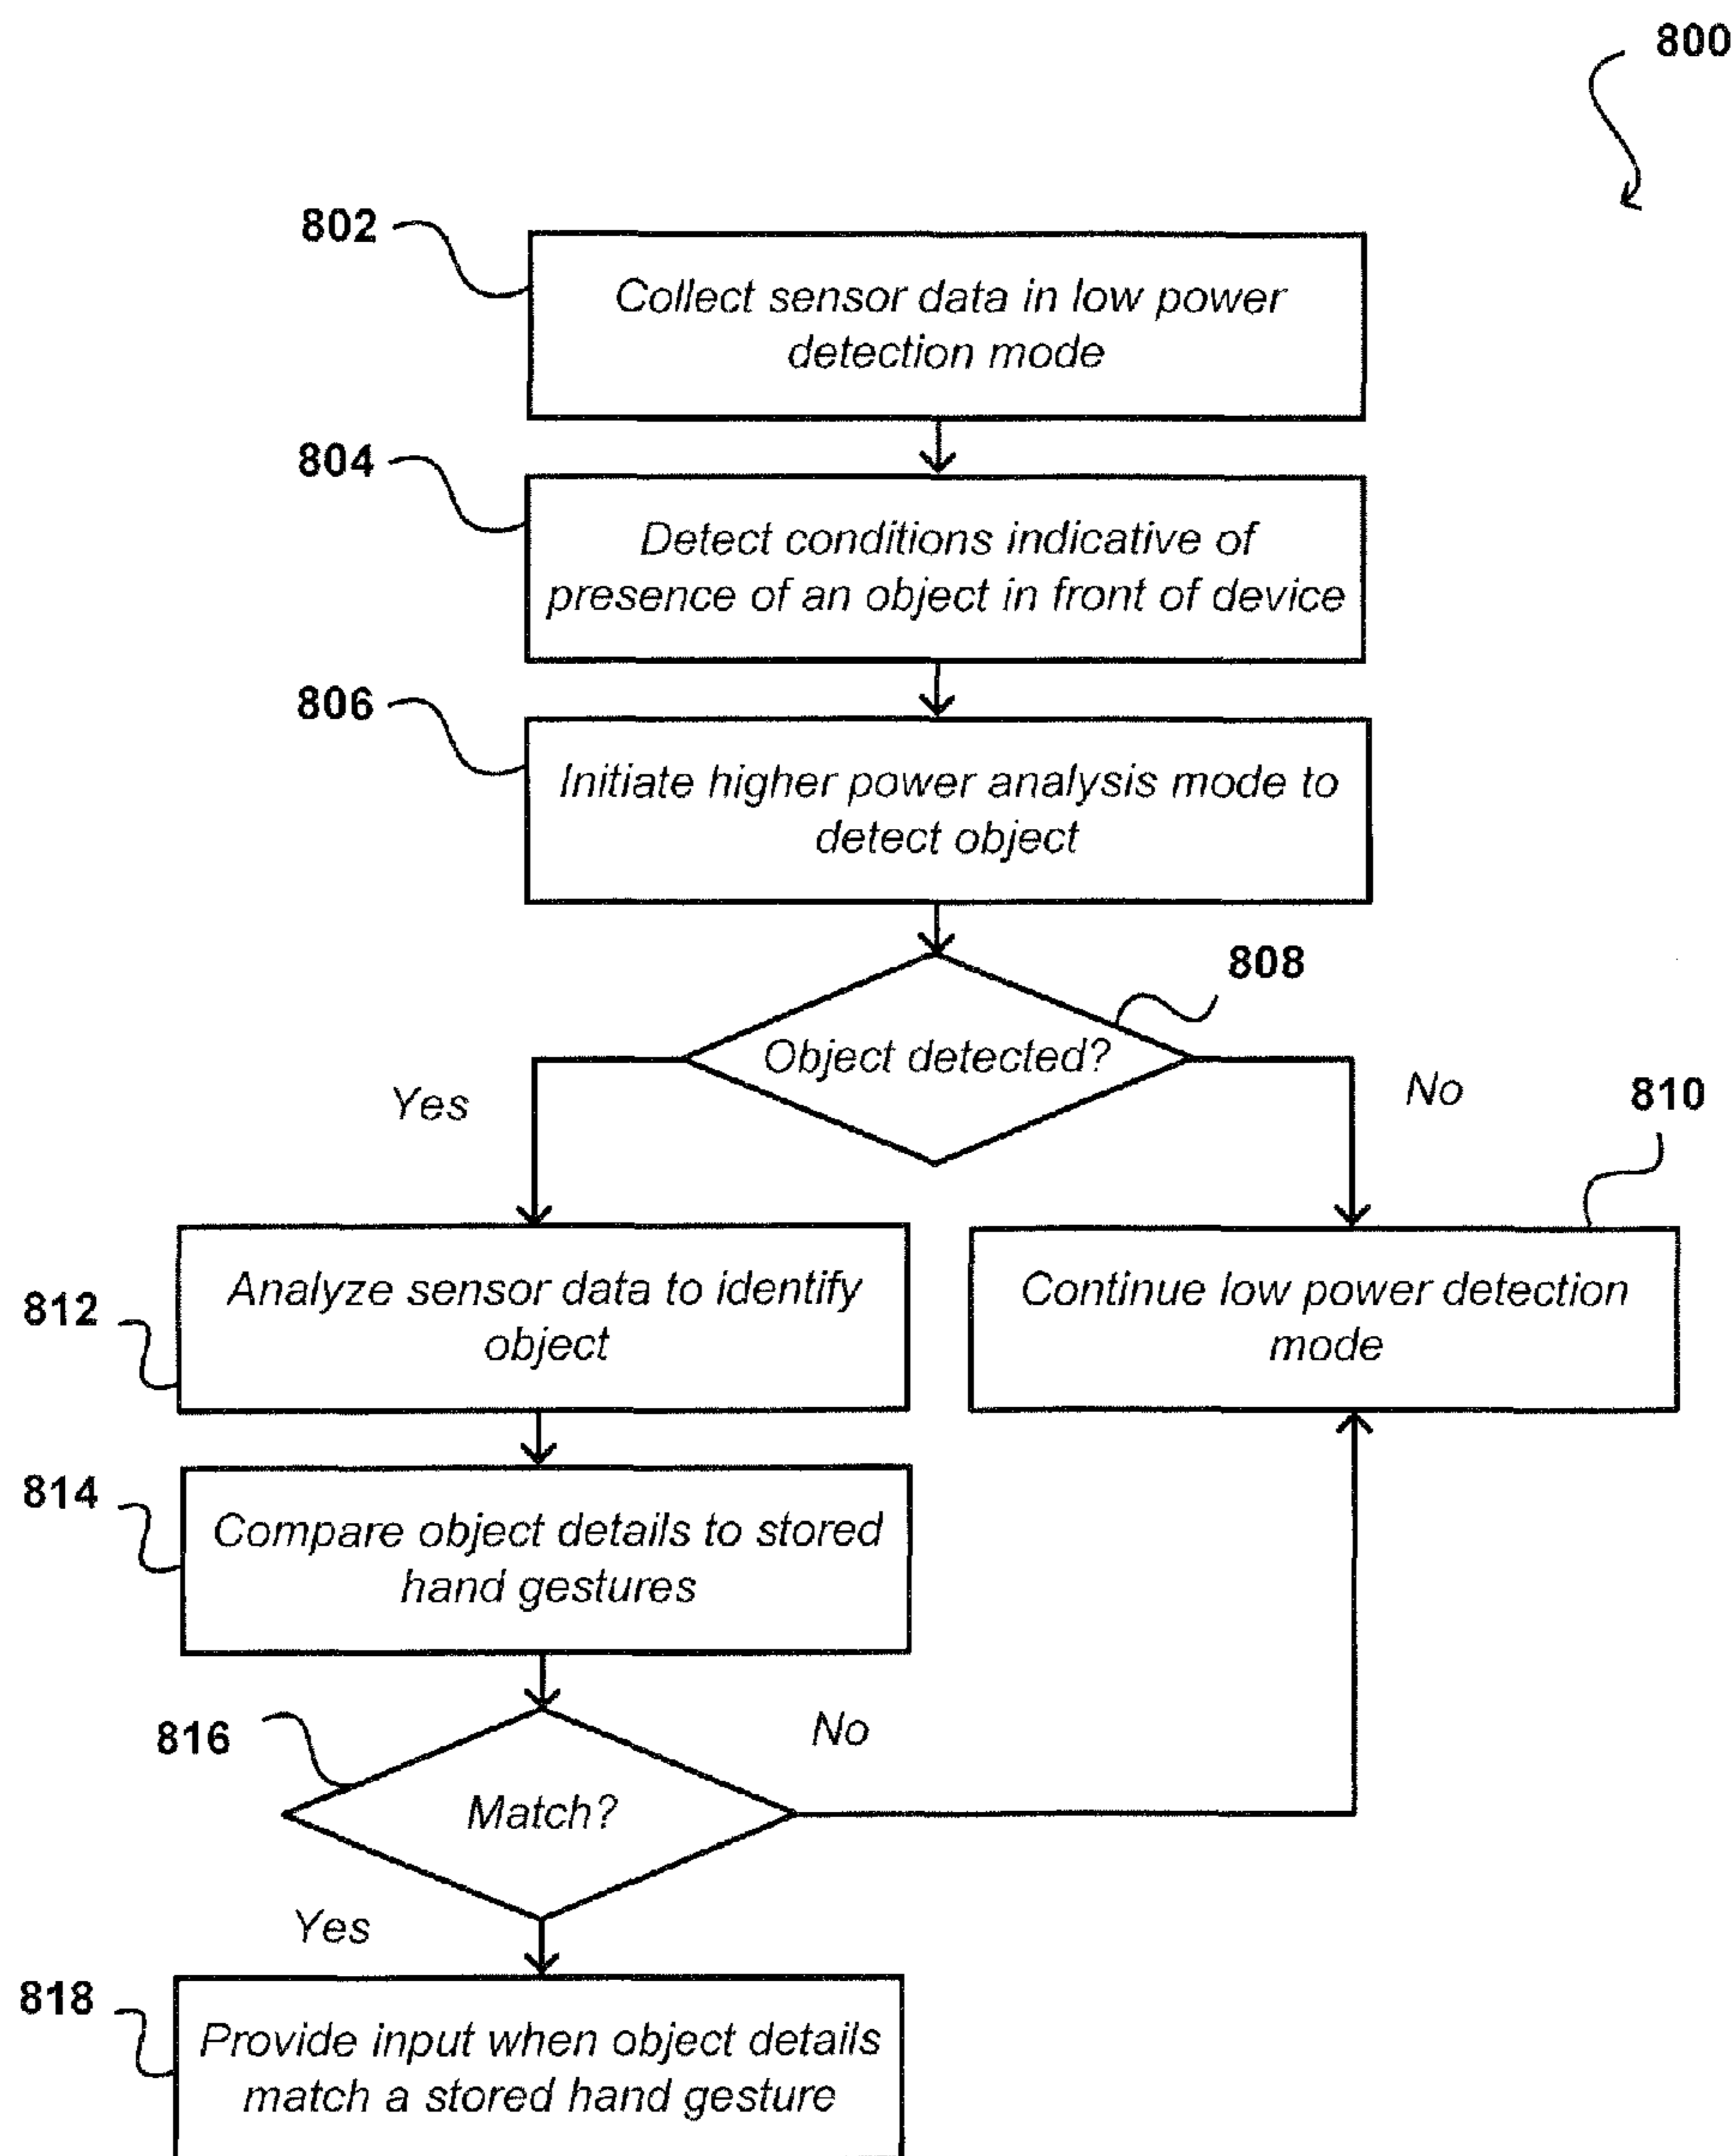 800
802
Collect sensor data in low power
detection mode
804
Detect conditions indicative of
presence of an object in front of device
806
Initiate higher power analysis mode to
detect object
808
Object detected?
Yes
No
810
812
Analyze sensor data to identify
object
Continue low power detection
mode
814
Compare object details to stored
hand gestures
816
No
Match?
Yes
818
Provide input when object details
match a stored hand gesture